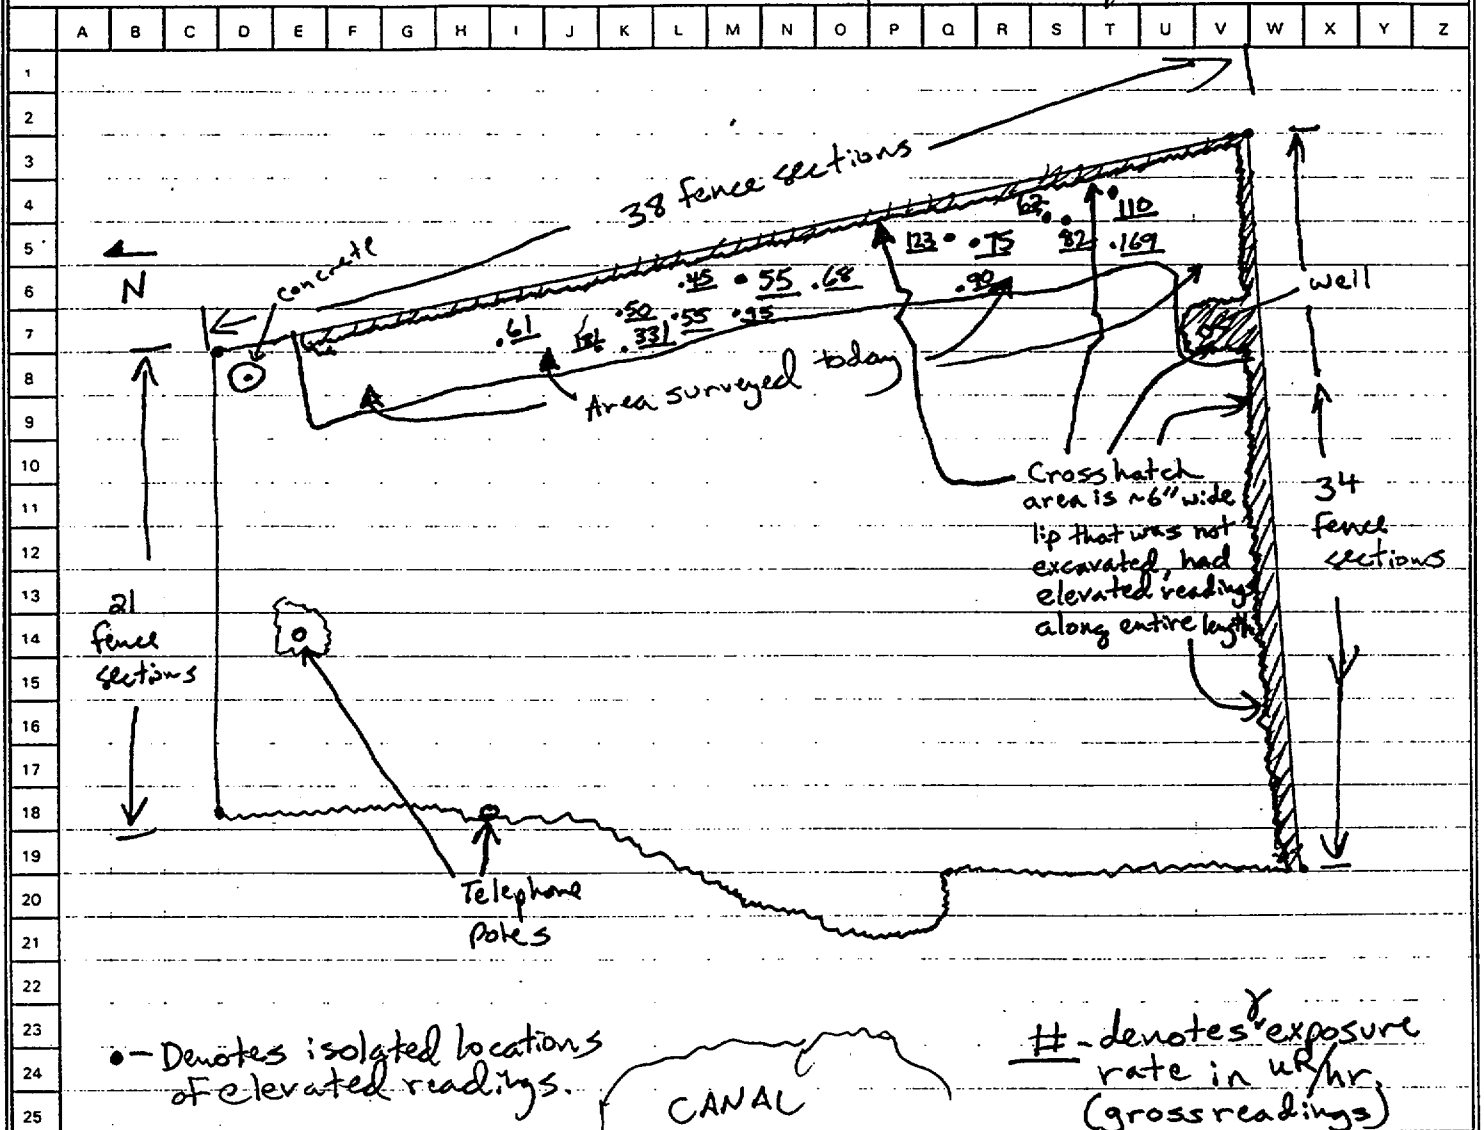 A B C D E F G H I J K L M N O P Q R S T U V W X Y Z
1
2
3
4
5
6
7
8
9
10
11
12
13
14
15
16
17
18
19
20
21
22
23
24
25
38 fence sections
N
concrete
62
110
123
75
82
169
45
55
68
90
50
55
95
61
331
well
Area surveyed today
Crosshatch
area is ~6" wide
lip that was not
excavated, had
elevated readings
along entire length
34
fence
sections
21
fence
sections
Telephone
poles
• - Denotes isolated locations
of elevated readings.
CANAL
# - denotes γ exposure
rate in uR/hr.
(gross readings)